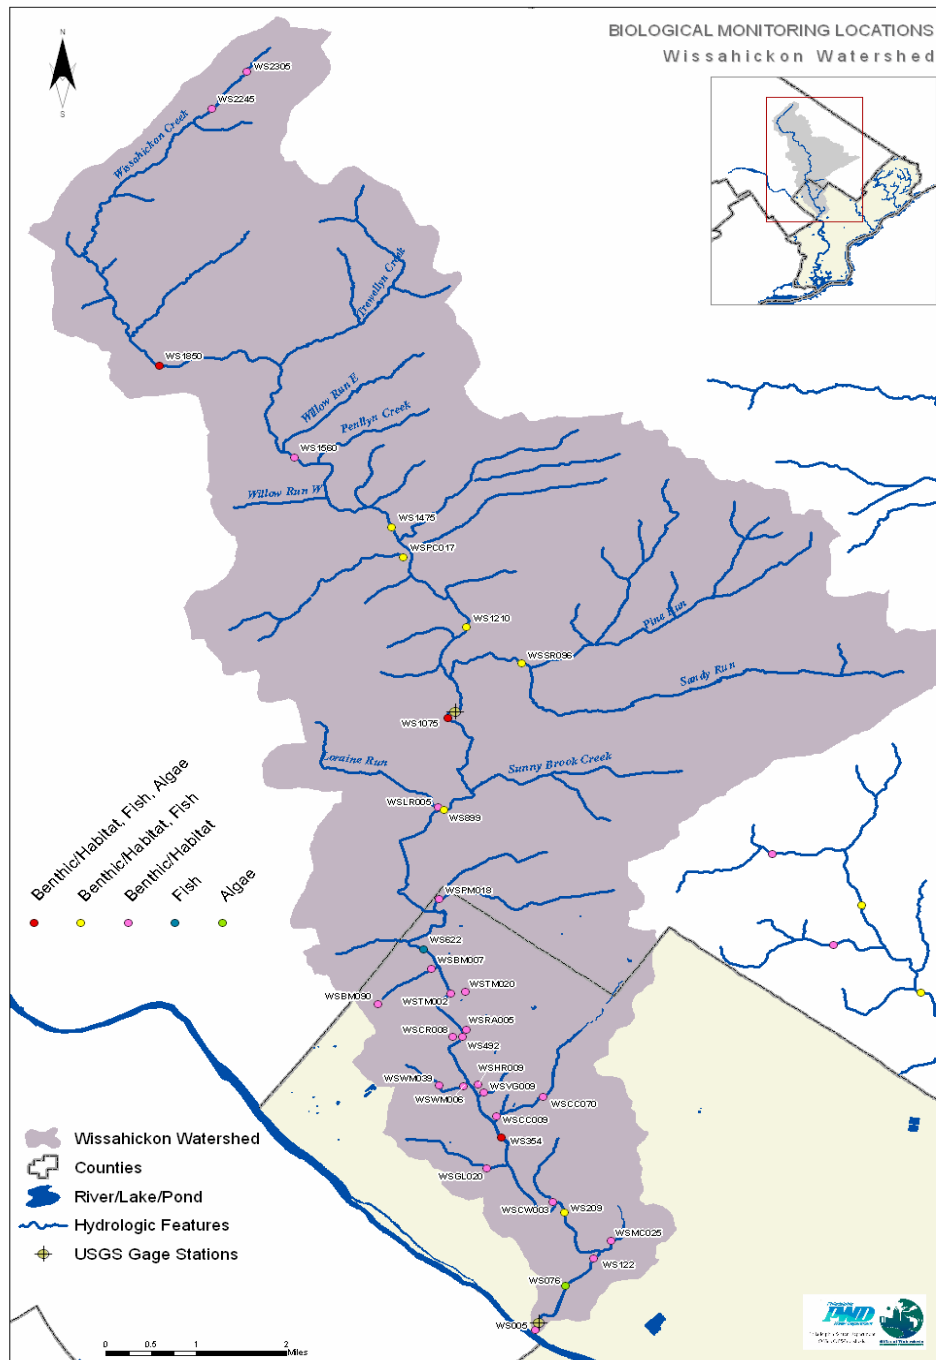 BIOLOGICAL MONITORING LOCATIONS
Wissahickon Watershed
N
S
WS2305
WS2245
Wissahickon Creek
Trewellyn Creek
WS1850
Willow Run E
Penllyn Creek
WS1560
Willow Run W
WS1475
WSPC017
WS1210
Pine Run
WSSR096
Sandy Run
WS1075
Loraine Run
Sunny Brook Creek
WSLR005
WS899
Benthic/Habitat, Fish, Algae
Benthic/Habitat, Fish
Benthic/Habitat
Fish
Algae
WSPM018
WS622
WSBM007
WSBM090
WSTM020
WSTM002
WSRA005
WSCR008
WS492
WSHR009
WSWM039
WSVG009
WSWM006
WSCC070
WSCC009
WS354
WSGL020
WSCW003
WS209
WSMC025
WS122
WS076
WS005
Wissahickon Watershed
Counties
River/Lake/Pond
Hydrologic Features
USGS Gage Stations
0 0.5 1 2
Miles
PWD